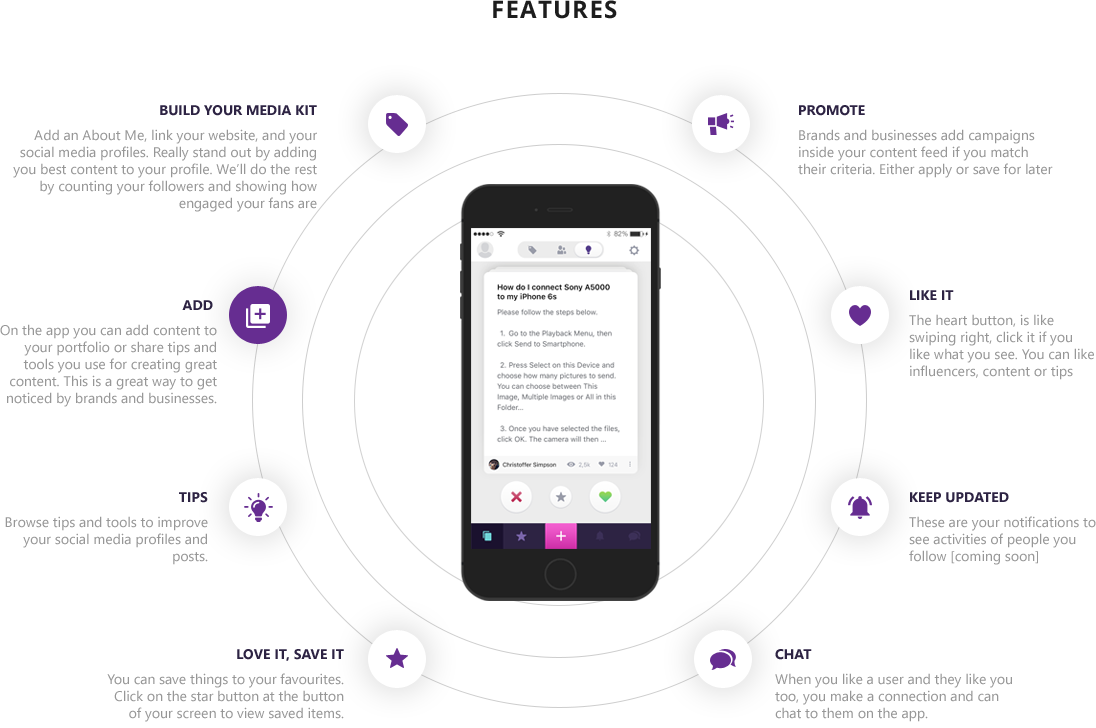 FEATURES
BUILD YOUR MEDIA KIT
Add an About Me, link your website, and your
social media profiles. Really stand out by adding
you best content to your profile. We'll do the rest
by counting your followers and showing how
engaged your fans are
ADD
On the app you can add content to
your portfolio or share tips and
tools you use for creating great
content. This is a great way to get
noticed by brands and businesses.
TIPS
Browse tips and tools to improve
your social media profiles and
posts.
LOVE IT, SAVE IT
You can save things to your favourites.
Click on the star button at the button
of your screen to view saved items.
82%
How do I connect Sony A5000
to my iPhone 6s
Please follow the steps below.
1. Go to the Playback Menu, then
click Send to Smartphone.
2. Press Select on this Device and
choose how many pictures to send.
You can choose between This
Image, Multiple Images or All in this
Folder...
3. Once you have selected the files,
click OK. The camera will then ...
Christoffer Simpson 2,5k 124
PROMOTE
Brands and businesses add campaigns
inside your content feed if you match
their criteria. Either apply or save for later
LIKE IT
The heart button, is like
swiping right, click it if you
like what you see. You can like
influencers, content or tips
KEEP UPDATED
These are your notifications to
see activities of people you
follow [coming soon]
CHAT
When you like a user and they like you
too, you make a connection and can
chat to them on the app.